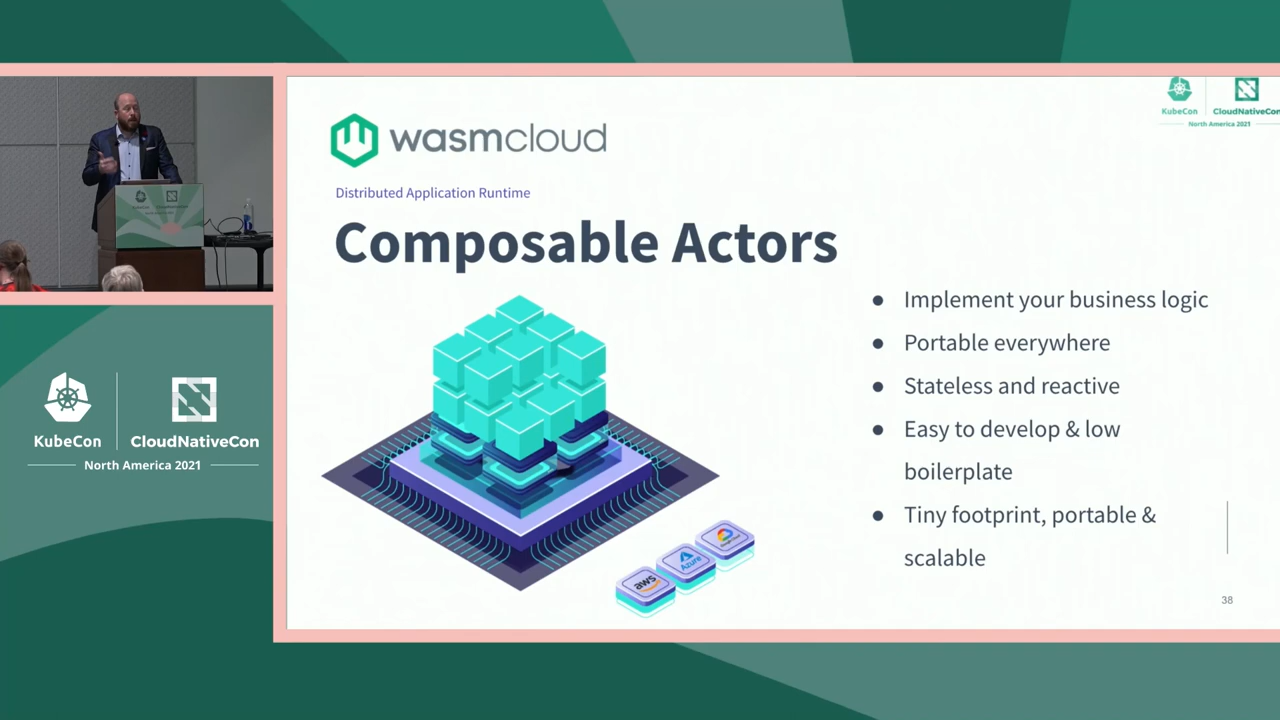 KubeCon
CloudNativeCon
North America 2021
wasmcloud
Distributed Application Runtime
Composable Actors
● Implement your business logic
● Portable everywhere
● Stateless and reactive
● Easy to develop & low
boilerplate
● Tiny footprint, portable &
scalable
aws
Azure
38
KubeCon
CloudNativeCon
North America 2021